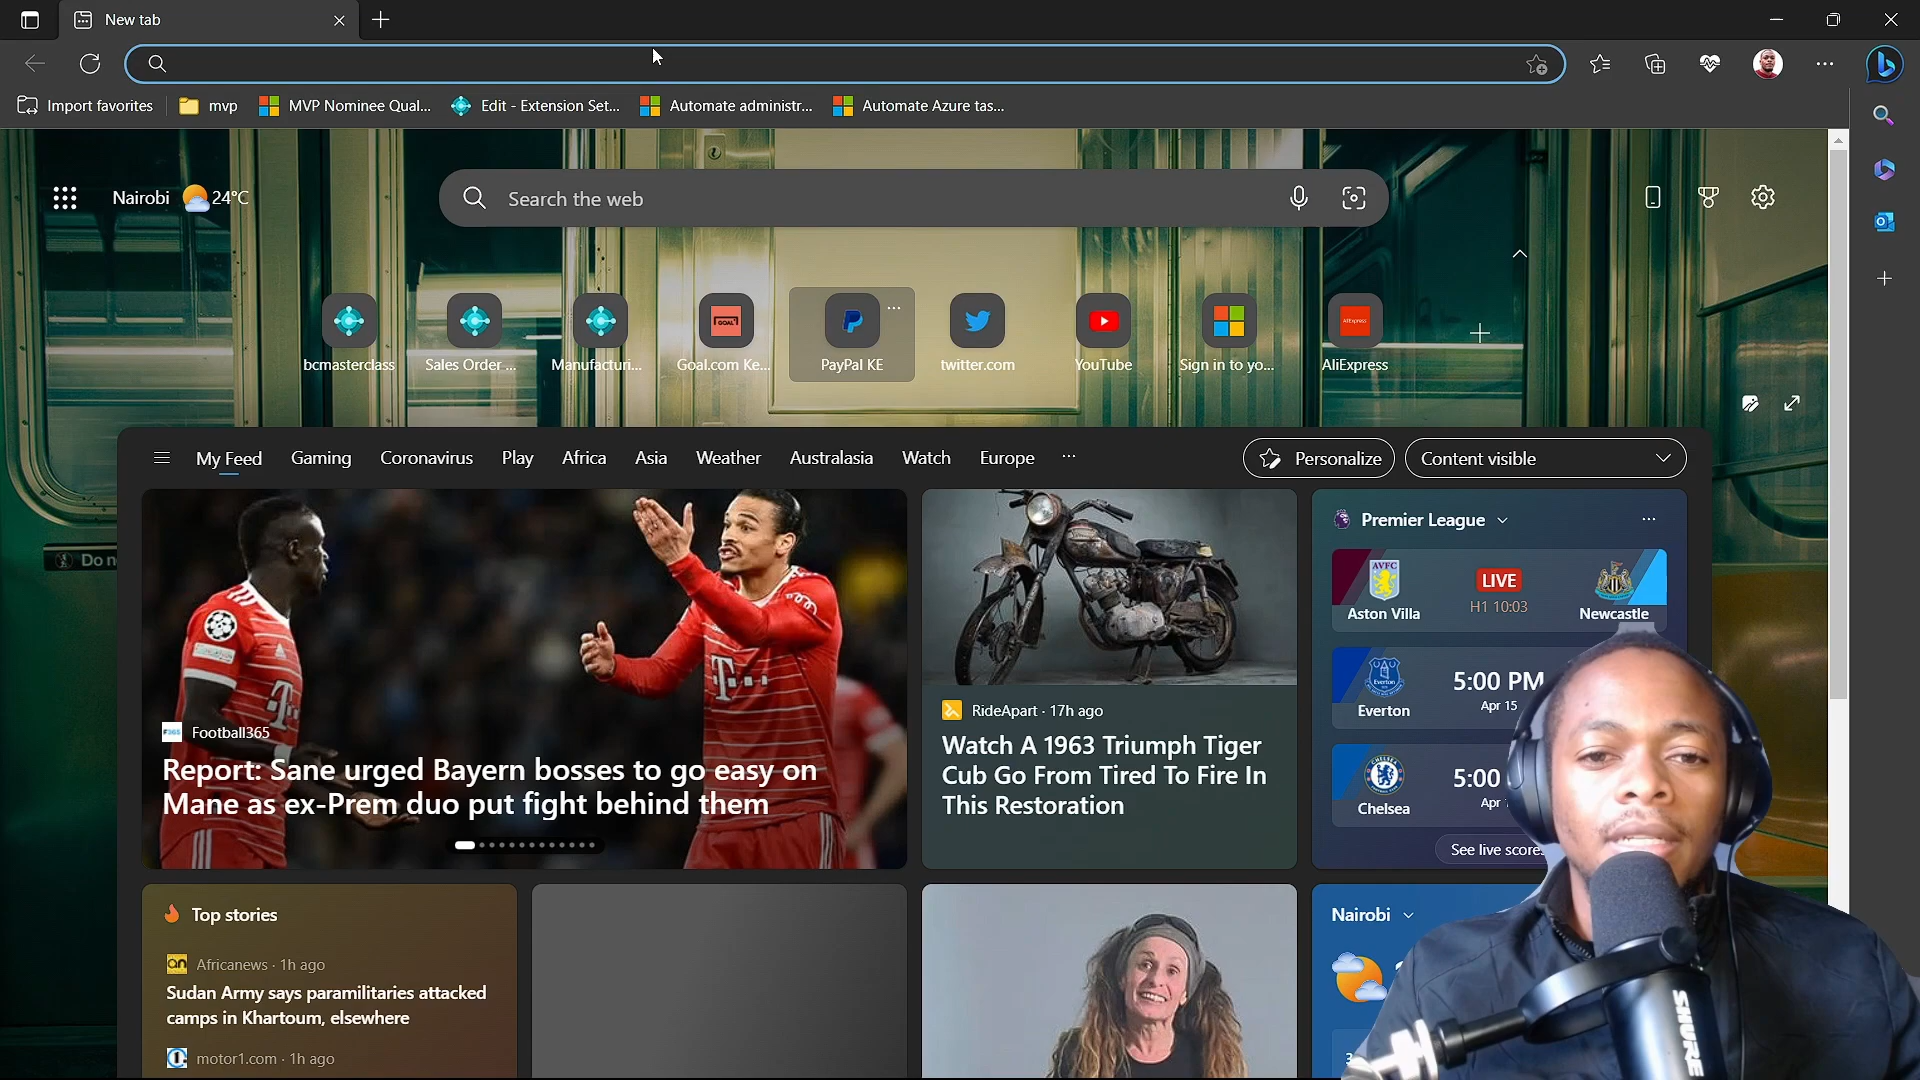 New tab
Import favorites
mvp
MVP Nominee Qual...
Edit - Extension Set...
Automate administr...
Automate Azure tas...
Nairobi
24°C
Search the web
bcmasterclass
Sales Order ...
Manufacturi...
Goal.com Ke...
PayPal KE
twitter.com
YouTube
Sign in to yo...
AliExpress
My Feed
Gaming
Coronavirus
Play
Africa
Asia
Weather
Australasia
Watch
Europe
Personalize
Content visible
Do n
Football365
Report: Sane urged Bayern bosses to go easy on
Mane as ex-Prem duo put fight behind them
RideApart · 17h ago
Watch A 1963 Triumph Tiger
Cub Go From Tired To Fire In
This Restoration
Premier League
AVFC
LIVE
Aston Villa
H1 10:03
Newcastle
5:00 PM
Everton
Apr 15
5:00
Chelsea
Apr
See live scores
Top stories
Africanews · 1h ago
Sudan Army says paramilitaries attacked
camps in Khartoum, elsewhere
motor1.com · 1h ago
Nairobi
3
SHURE